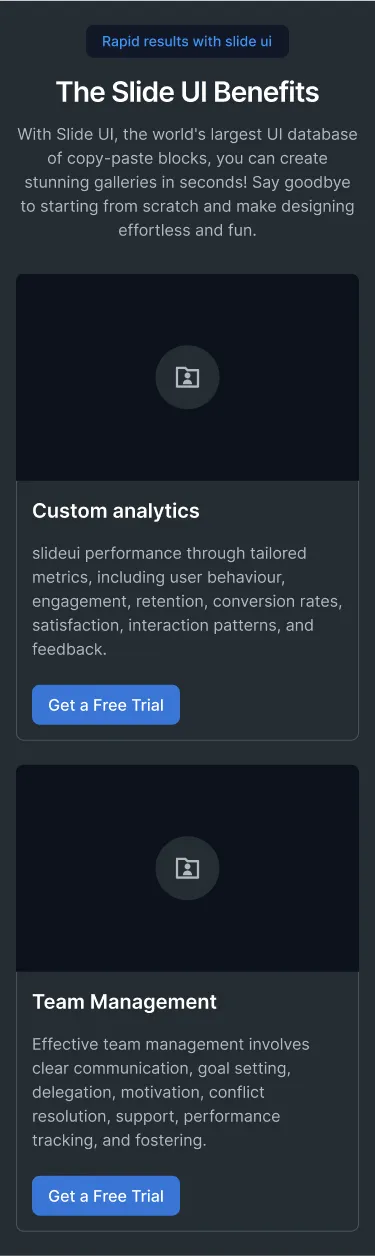 Rapid results with slide ui
The Slide UI Benefits
With Slide UI, the world's largest UI database
of copy-paste blocks, you can create
stunning galleries in seconds! Say goodbye
to starting from scratch and make designing
effortless and fun.
Custom analytics
slideui performance through tailored
metrics, including user behaviour,
engagement, retention, conversion rates,
satisfaction, interaction patterns, and
feedback.
Get a Free Trial
Team Management
Effective team management involves
clear communication, goal setting,
delegation, motivation, conflict
resolution, support, performance
tracking, and fostering.
Get a Free Trial